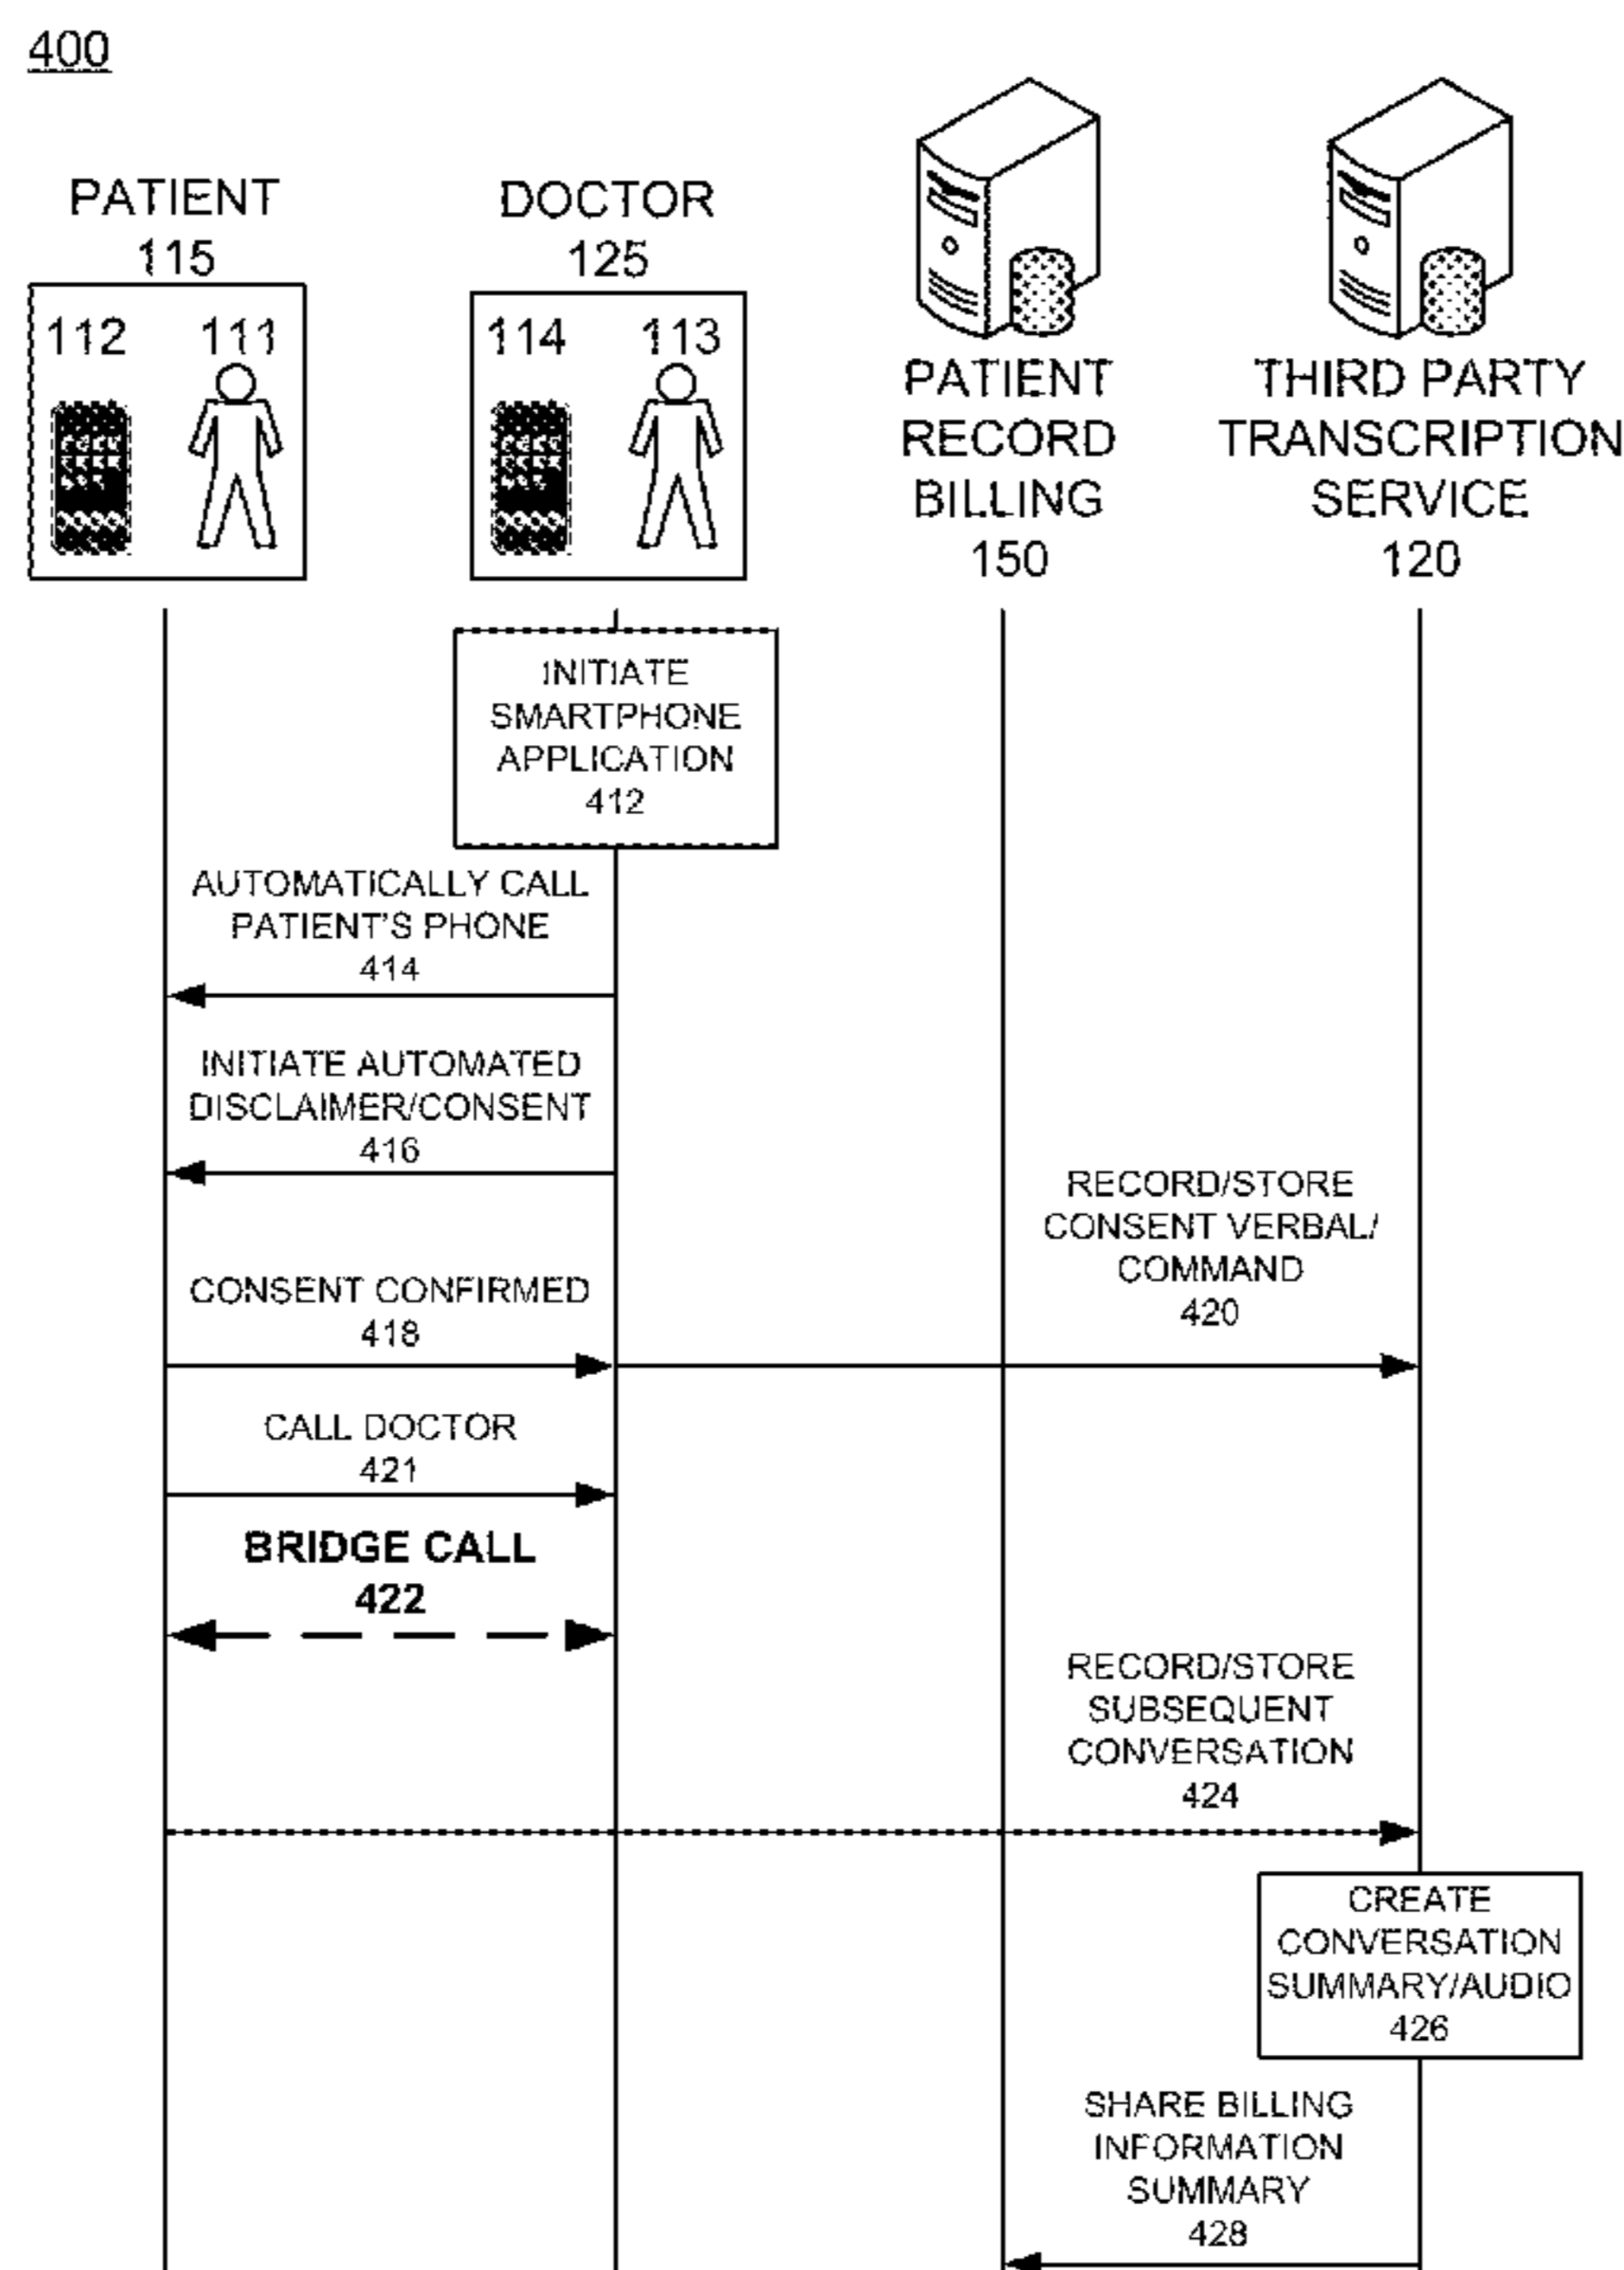 400
PATIENT
115
DOCTOR
125
112
111
114
113
PATIENT
RECORD
BILLING
150
THIRD PARTY
TRANSCRIPTION
SERVICE
120
INITIATE
SMARTPHONE
APPLICATION
412
AUTOMATICALLY CALL
PATIENT'S PHONE
414
INITIATE AUTOMATED
DISCLAIMER/CONSENT
416
RECORD/STORE
CONSENT VERBAL/
COMMAND
420
CONSENT CONFIRMED
418
CALL DOCTOR
421
BRIDGE CALL
422
RECORD/STORE
SUBSEQUENT
CONVERSATION
424
CREATE
CONVERSATION
SUMMARY/AUDIO
426
SHARE BILLING
INFORMATION
SUMMARY
428